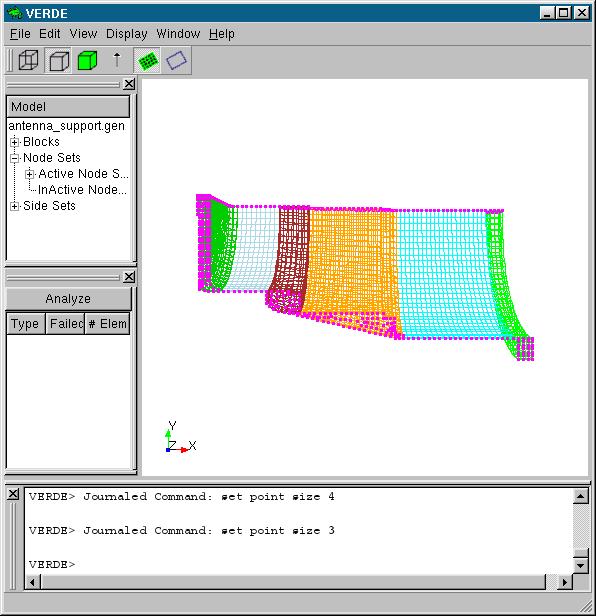 VERDE
File Edit View Display Window Help
Model
antenna_support.gen
Blocks
Node Sets
Active Node S...
InActive Node...
Side Sets
Analyze
Type Failed # Elem
Y
Z X
VERDE> Journaled Command: set point size 4
VERDE> Journaled Command: set point size 3
VERDE>